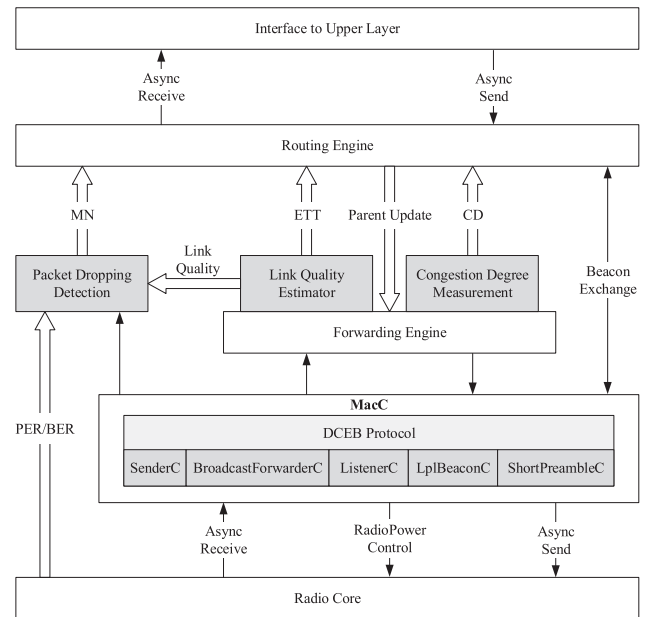 Interface to Upper Layer
Async
Receive
Async
Send
Routing Engine
MN
ETT
Parent Update
CD
Link
Quality
Packet Dropping
Detection
Link Quality
Estimator
Congestion Degree
Measurement
Beacon
Exchange
Forwarding Engine
PER/BER
MacC
DCEB Protocol
SenderC
BroadcastForwarderC
ListenerC
LplBeaconC
ShortPreambleC
Async
Receive
RadioPower
Control
Async
Send
Radio Core